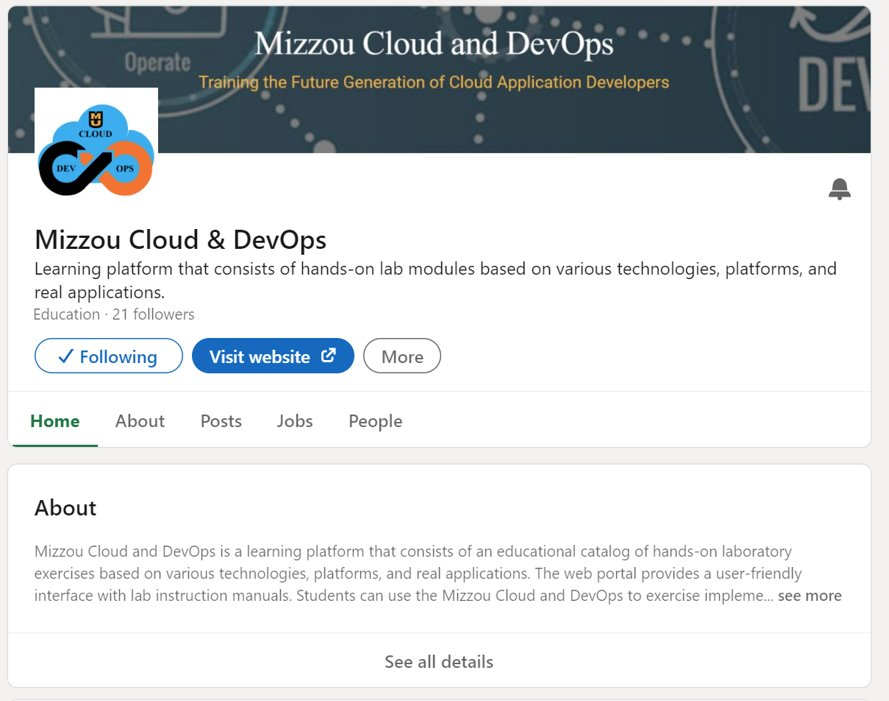 Mizzou Cloud and DevOps
Operate
Training the Future Generation of Cloud Application Developers
DEV
MU
CLOUD
DEV OPS
Mizzou Cloud & DevOps
Learning platform that consists of hands-on lab modules based on various technologies, platforms, and
real applications.
Education · 21 followers
✓ Following Visit website More
Home About Posts Jobs People
About
Mizzou Cloud and DevOps is a learning platform that consists of an educational catalog of hands-on laboratory
exercises based on various technologies, platforms, and real applications. The web portal provides a user-friendly
interface with lab instruction manuals. Students can use the Mizzou Cloud and DevOps to exercise impleme... see more
See all details